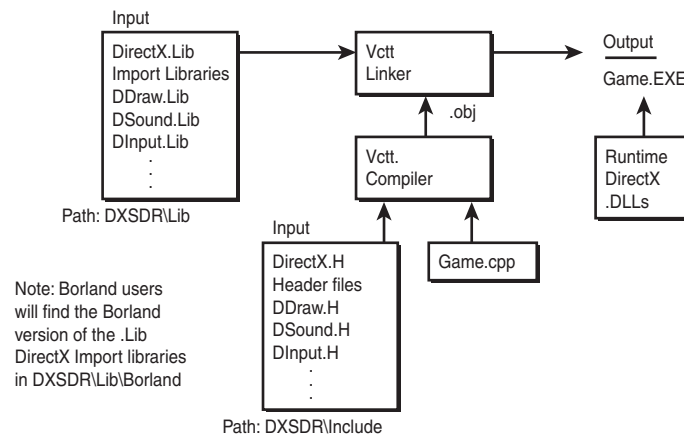 Input
DirectX.Lib
Import Libraries
DDraw.Lib
DSound.Lib
DInput.Lib
.
.
.
Path: DXSDR\Lib
Vctt
Linker
.obj
Vctt.
Compiler
Output
Game.EXE
Runtime
DirectX
.DLLs
Input
DirectX.H
Header files
DDraw.H
DSound.H
DInput.H
.
.
.
Path: DXSDR\Include
Game.cpp
Note: Borland users
will find the Borland
version of the .Lib
DirectX Import libraries
in DXSDR\Lib\Borland